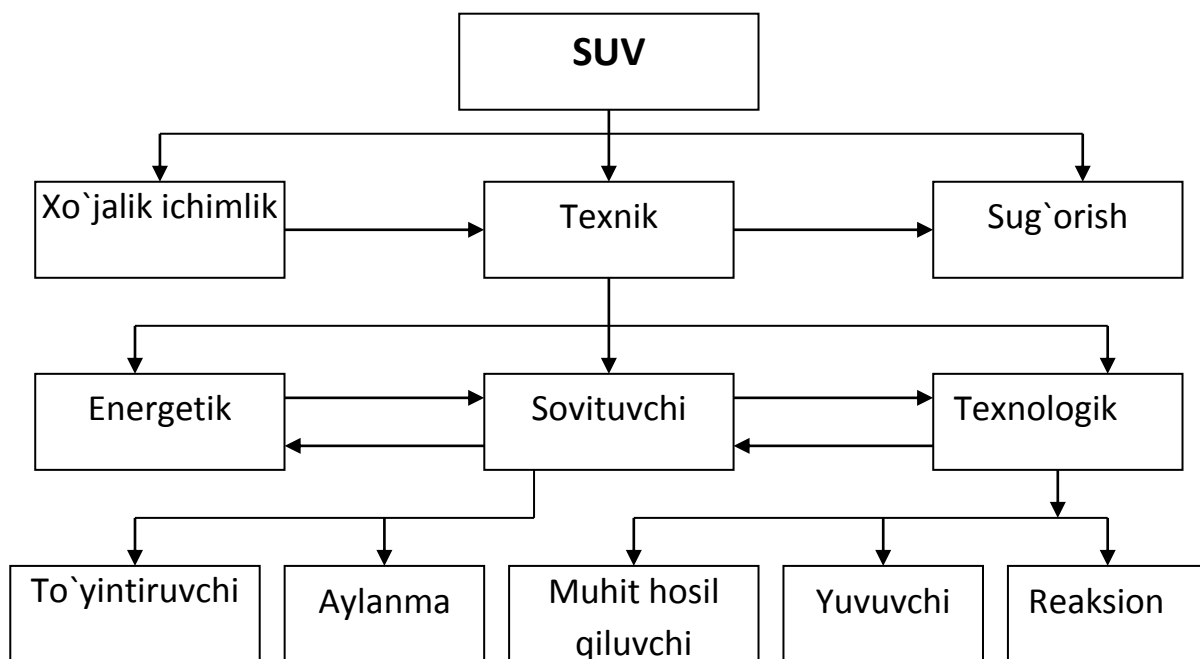 SUV
Xo`jalik ichimlik
Texnik
Sug`orish
Energetik
Sovituvchi
Texnologik
To`yintiruvchi
Aylanma
Muhit hosil
qiluvchi
Yuvuvchi
Reaksion